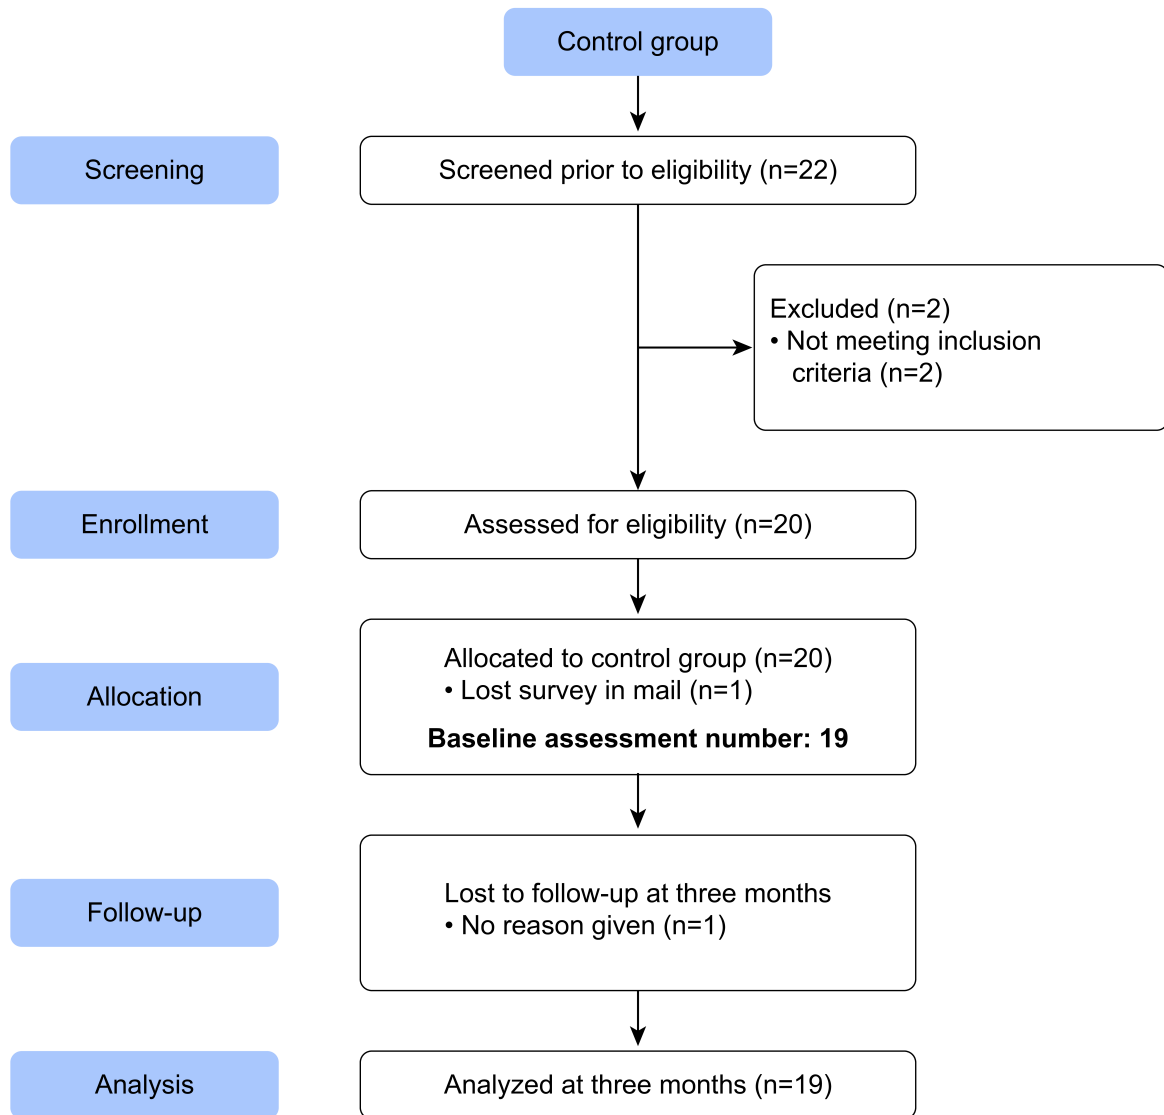 Control group
Screening
Screened prior to eligibility (n=22)
Excluded (n=2)
• Not meeting inclusion
criteria (n=2)
Enrollment
Assessed for eligibility (n=20)
Allocation
Allocated to control group (n=20)
• Lost survey in mail (n=1)
Baseline assessment number: 19
Follow-up
Lost to follow-up at three months
• No reason given (n=1)
Analysis
Analyzed at three months (n=19)